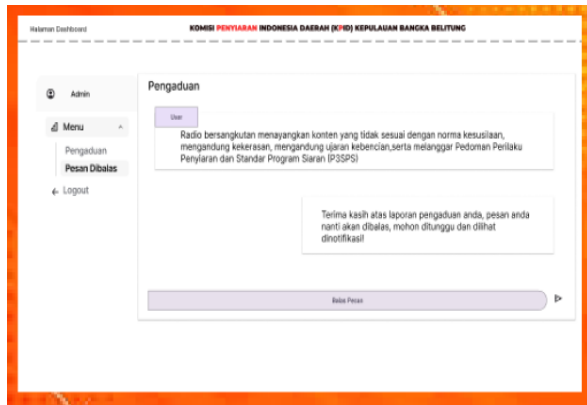 Halaman Dashboard
KOMISI PENYIARAN INDONESIA DAERAH (KPID) KEPULAUAN BANGKA BELITUNG
Admin
Menu
Pengaduan
Pesan Dibalas
Logout
Pengaduan
User
Radio bersangkutan menayangkan konten yang tidak sesuai dengan norma kesusilaan,
mengandung kekerasan, mengandung ujaran kebencian,serta melanggar Pedoman Perilaku
Penyiaran dan Standar Program Siaran (P3SPS)
Terima kasih atas laporan pengaduan anda, pesan anda
nanti akan dibalas, mohon ditunggu dan dilihat
dinotifikasi!
Balas Pesan